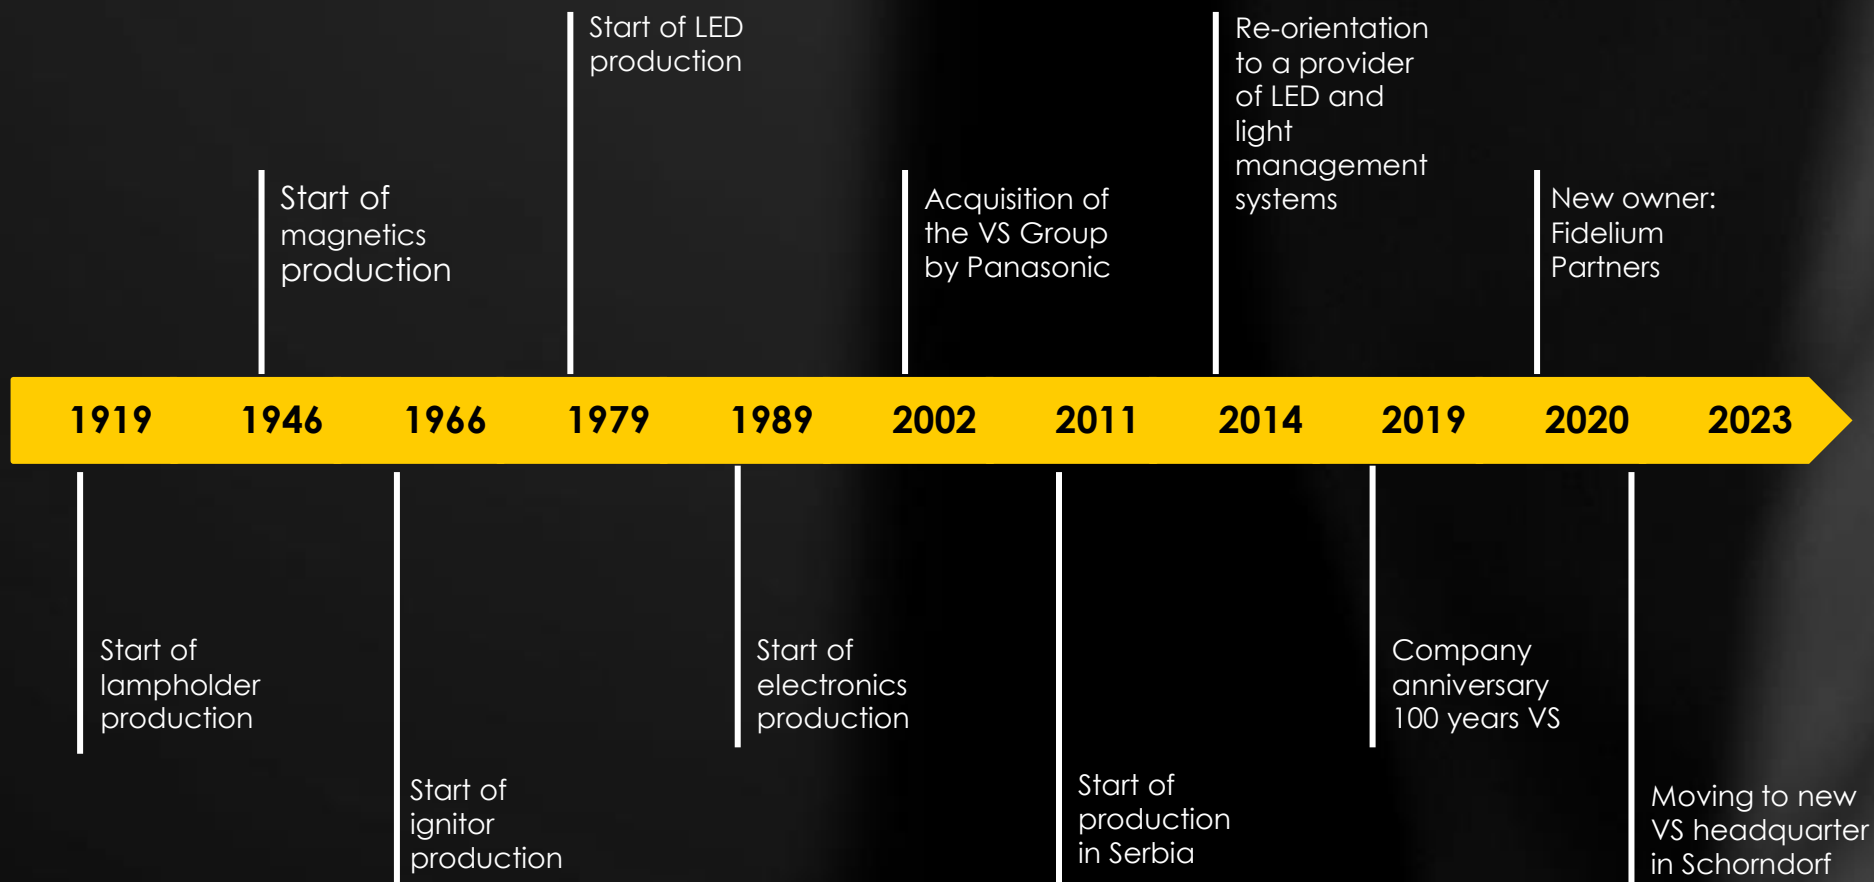 Start of LED
production
Re-orientation
to a provider
of LED and
light
management
systems
Start of
magnetics
production
Acquisition of
the VS Group
by Panasonic
New owner:
Fidelium
Partners
1919 1946 1966 1979 1989 2002 2011 2014 2019 2020 2023
Start of
lampholder
production
Start of
electronics
production
Company
anniversary
100 years VS
Start of
ignitor
production
Start of
production
in Serbia
Moving to new
VS headquarter
in Schorndorf